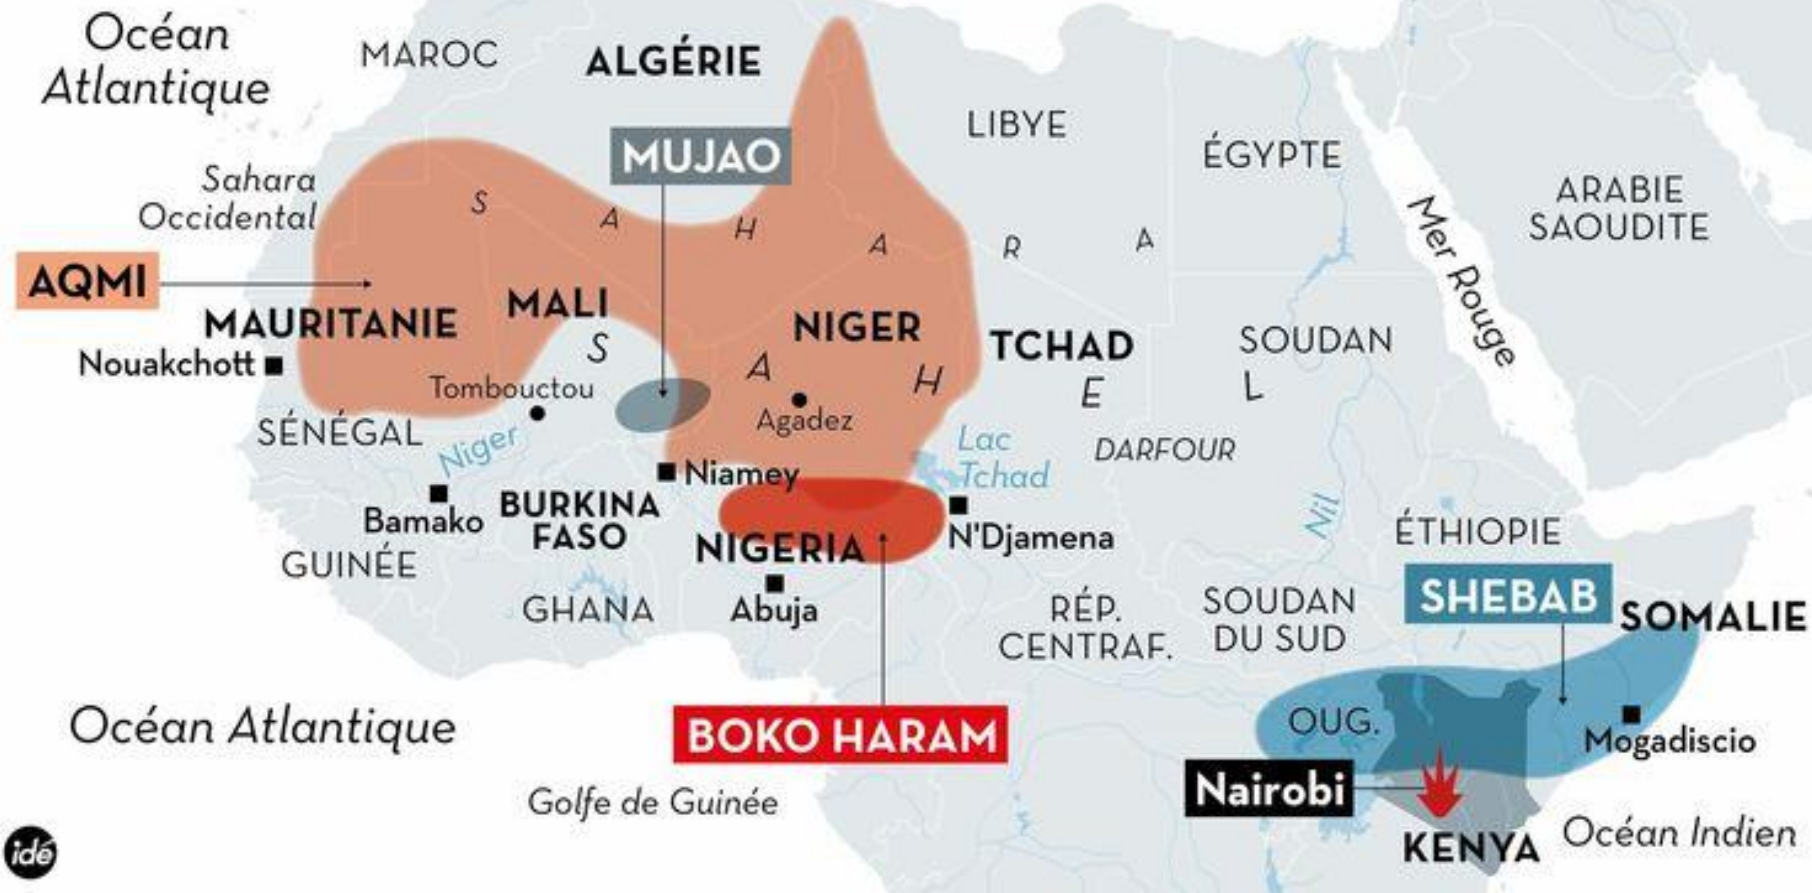 Océan
Atlantique
MAROC
ALGÉRIE
LIBYE
ÉGYPTE
ARABIE
SAOUDITE
Mer Rouge
MUJAO
Sahara
Occidental
S A H A R A
AQMI
MAURITANIE
MALI
NIGER
TCHAD
SOUDAN
Nouakchott
S A H E L
Tombouctou
Agadez
SÉNÉGAL
Niger
Lac
Tchad
DARFOUR
Niamey
Bamako
BURKINA
FASO
NIGERIA
N'Djamena
Nil
ÉTHIOPIE
GUINÉE
GHANA
Abuja
RÉP.
CENTRAF.
SOUDAN
DU SUD
SHEBAB
SOMALIE
Océan Atlantique
BOKO HARAM
OUG.
Mogadiscio
Nairobi
Golfe de Guinée
KENYA
Océan Indien
idé